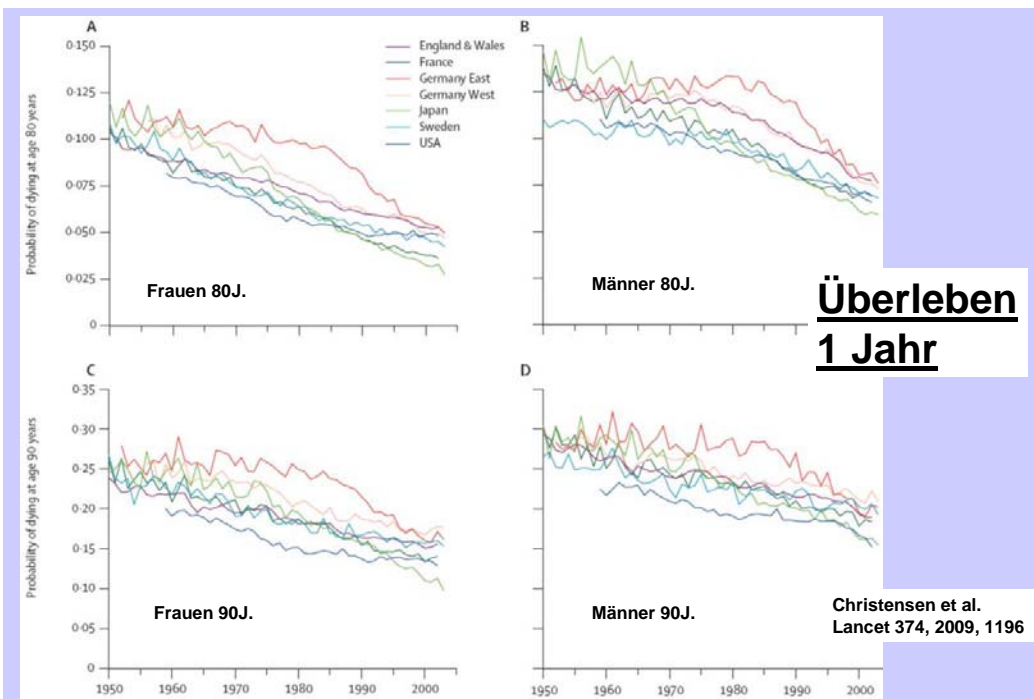 A
B
0·150
0·125
0·100
0·075
0·050
0·025
0
Probability of dying at age 80 years
England & Wales
France
Germany East
Germany West
Japan
Sweden
USA
Frauen 80J.
Männer 80J.
Überleben
1 Jahr
C
D
0·35
0·30
0·25
0·20
0·15
0·10
0·05
0
Probability of dying at age 90 years
Frauen 90J.
Männer 90J.
Christensen et al.
Lancet 374, 2009, 1196
1950 1960 1970 1980 1990 2000
1950 1960 1970 1980 1990 2000